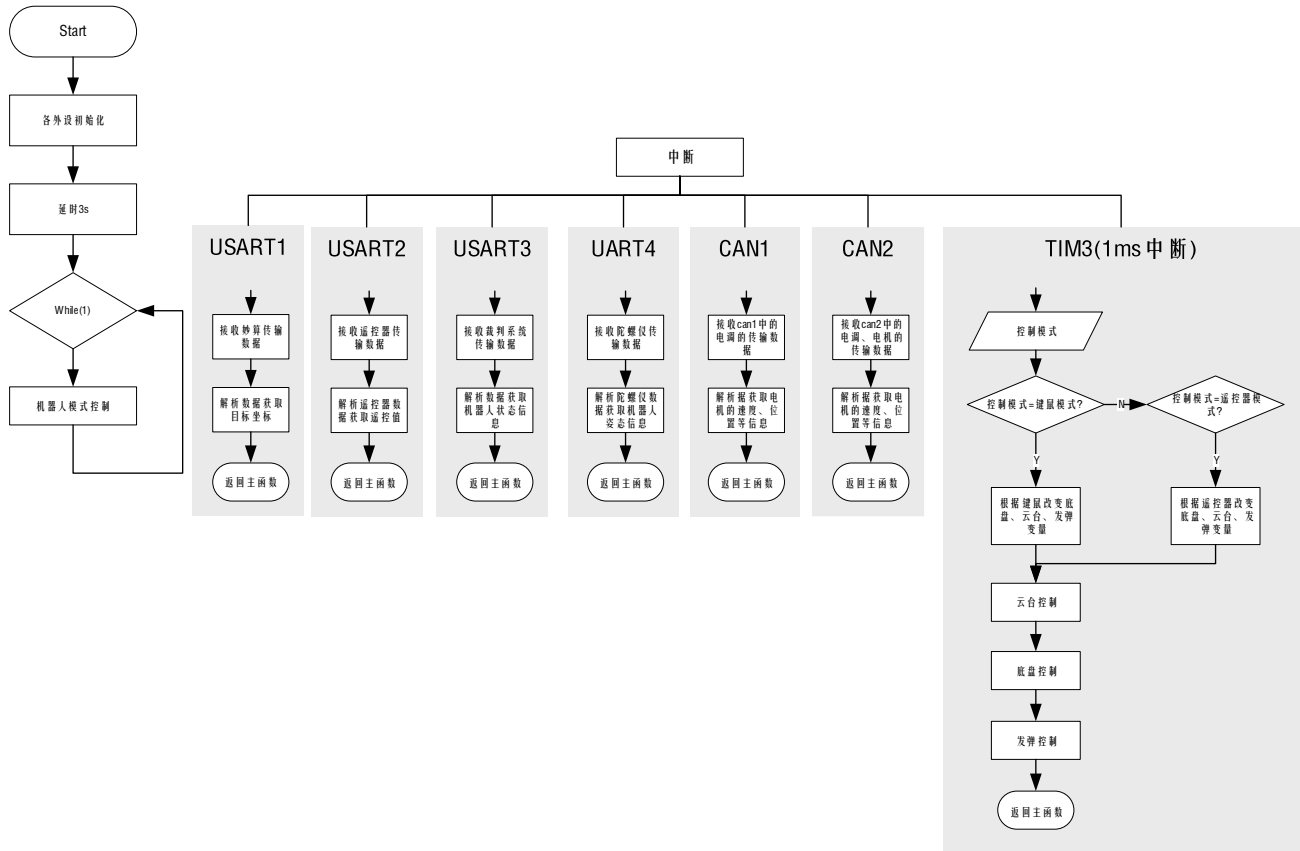 Start
各外设初始化
延时3s
While(1)
机器人模式控制
中断
USART1
接收妙算传输
数据
解析数据获取
目标坐标
返回主函数
USART2
接收遥控器传
输数据
解析遥控器数
据获取遥控值
返回主函数
USART3
接收裁判系统
传输数据
解析数据获取
机器人状态信
息
返回主函数
UART4
接收陀螺仪传
输数据
解析陀螺仪数
据获取机器人
姿态信息
返回主函数
CAN1
接收can1中的
电调的传输数
据
解析据获取电
机的速度、位
置等信息
返回主函数
CAN2
接收can2中的
电调、电机的
传输数据
解析据获取电
机的速度、位
置等信息
返回主函数
TIM3(1ms中断)
控制模式
控制模式=键鼠模式?
N
控制模式=遥控器模
式?
Y
Y
根据键鼠改变底
盘、云台、发弹
变量
根据遥控器改变
底盘、云台、发
弹变量
云台控制
底盘控制
发弹控制
返回主函数